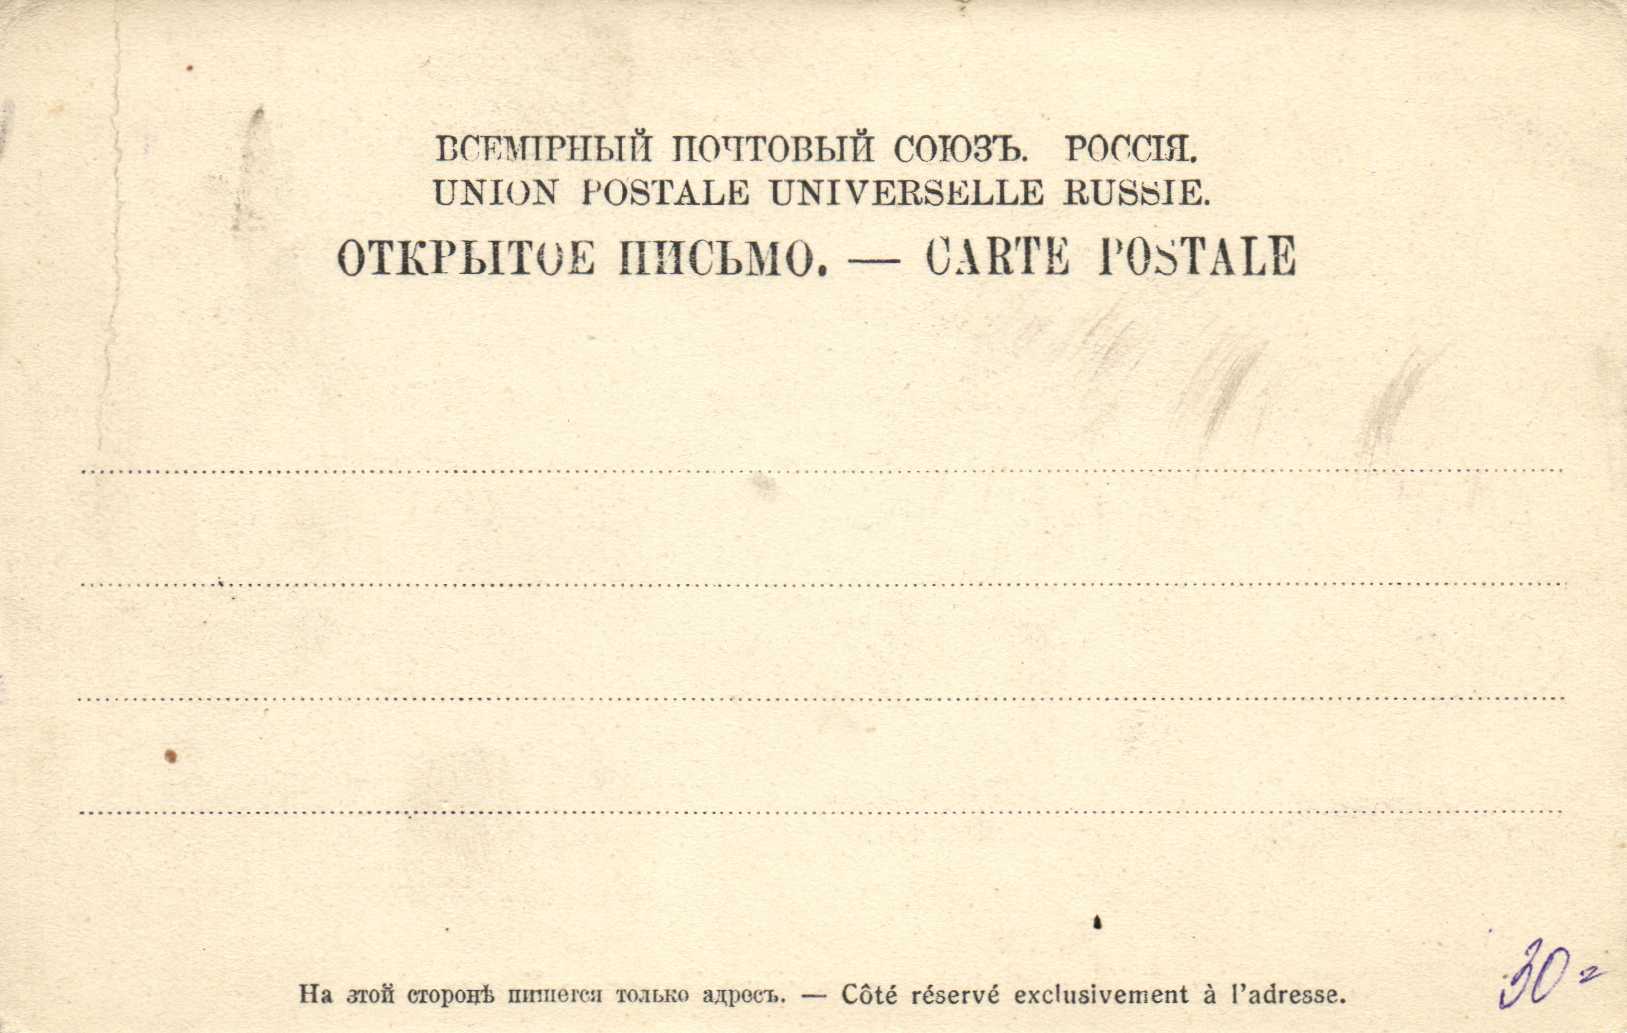 ВСЕМІРНЫЙ ПОЧТОВЫЙ СОЮЗЪ. РОССІЯ.
UNION POSTALE UNIVERSELLE RUSSIE.
ОТКРЫТОЕ ПИСЬМО. — CARTE POSTALE
На этой сторонѣ пишется только адресъ. — Côté réservé exclusivement à l'adresse.
30=